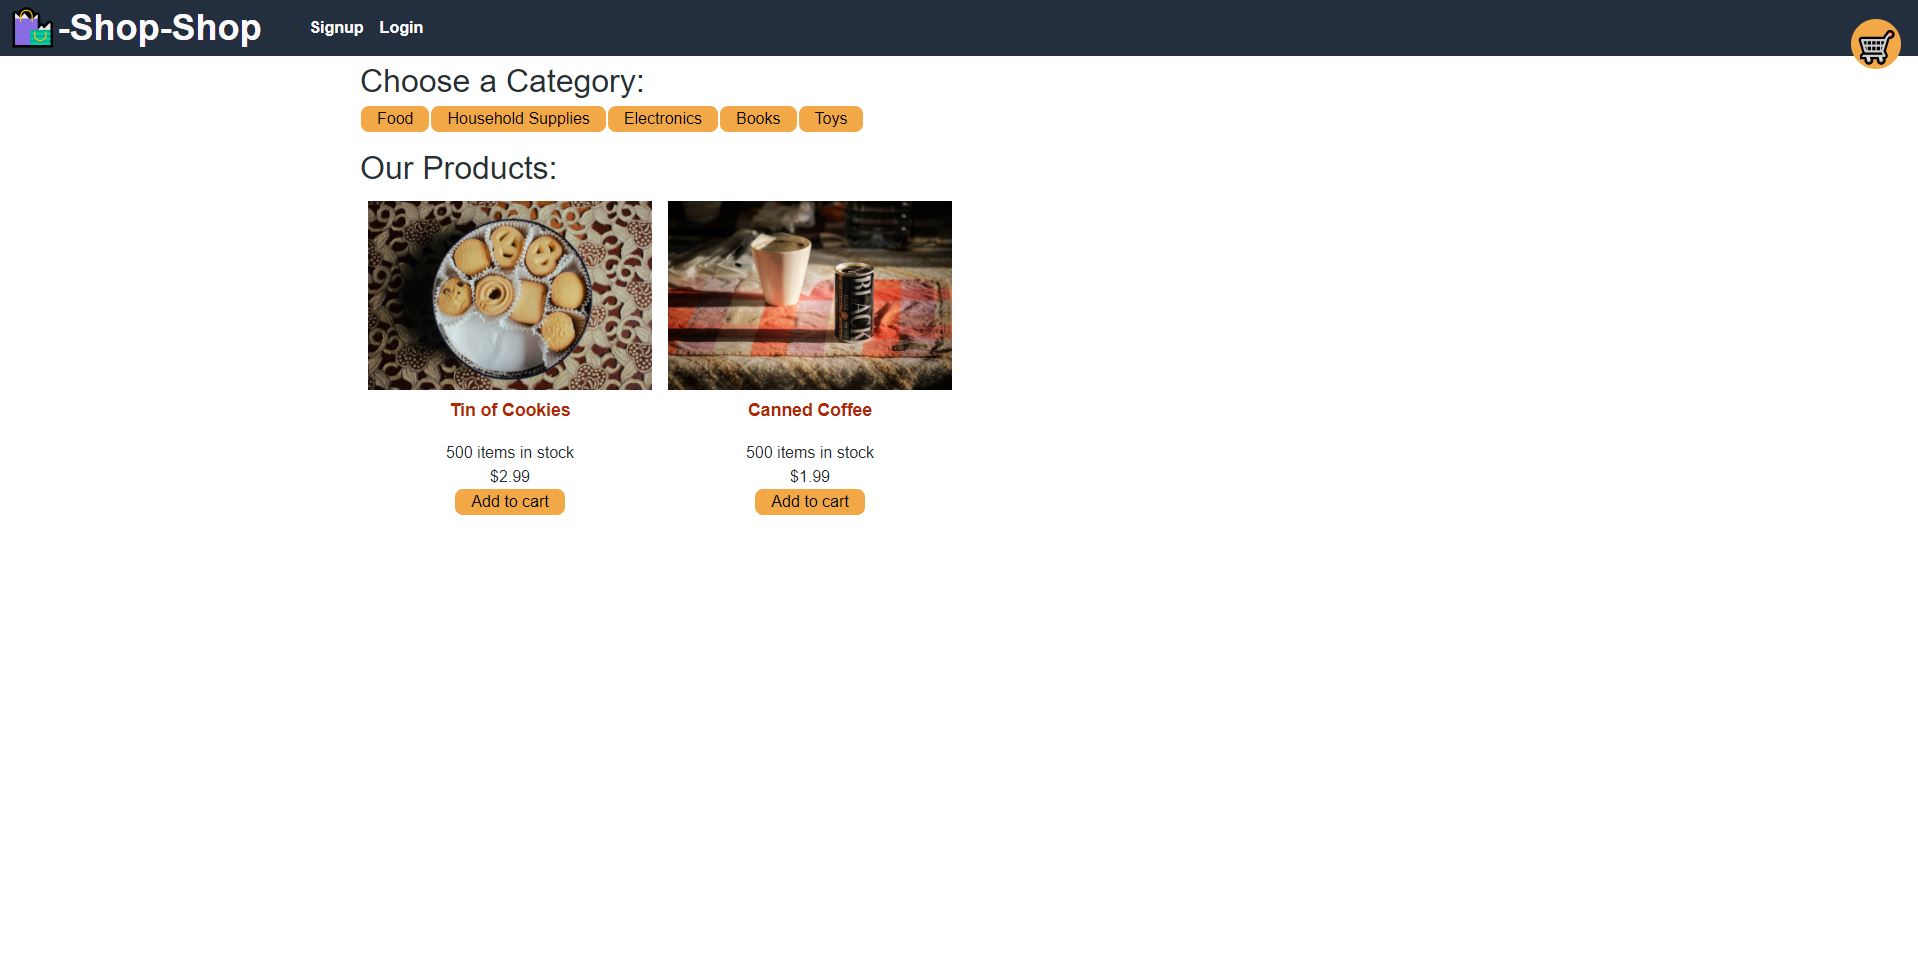 -Shop-Shop
Signup Login
Choose a Category:
Food Household Supplies Electronics Books Toys
Our Products:
BLACK
Tin of Cookies
Canned Coffee
500 items in stock
500 items in stock
$2.99
$1.99
Add to cart
Add to cart